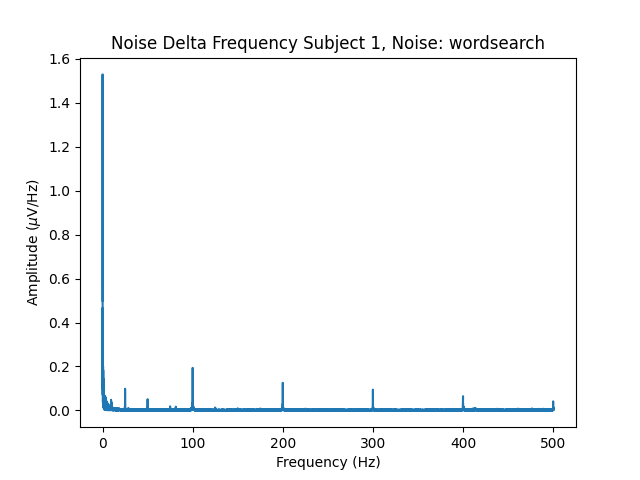 Noise Delta Frequency Subject 1, Noise: wordsearch
1.6
1.4
1.2
1.0
0.8
0.6
0.4
0.2
0.0
Amplitude (μV/Hz)
0 100 200 300 400 500
Frequency (Hz)